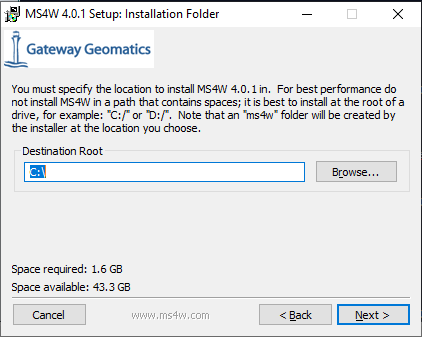 MS4W 4.0.1 Setup: Installation Folder
Gateway Geomatics
You must specify the location to install MS4W 4.0.1 in.  For best performance do
not install MS4W in a path that contains spaces; it is best to install at the root of a
drive, for example: "C:/" or "D:/".  Note that an "ms4w" folder will be created by
the installer at the location you choose.
Destination Root
C:\
Browse...
Space required: 1.6 GB
Space available: 43.3 GB
Cancel
www.ms4w.com
< Back
Next >